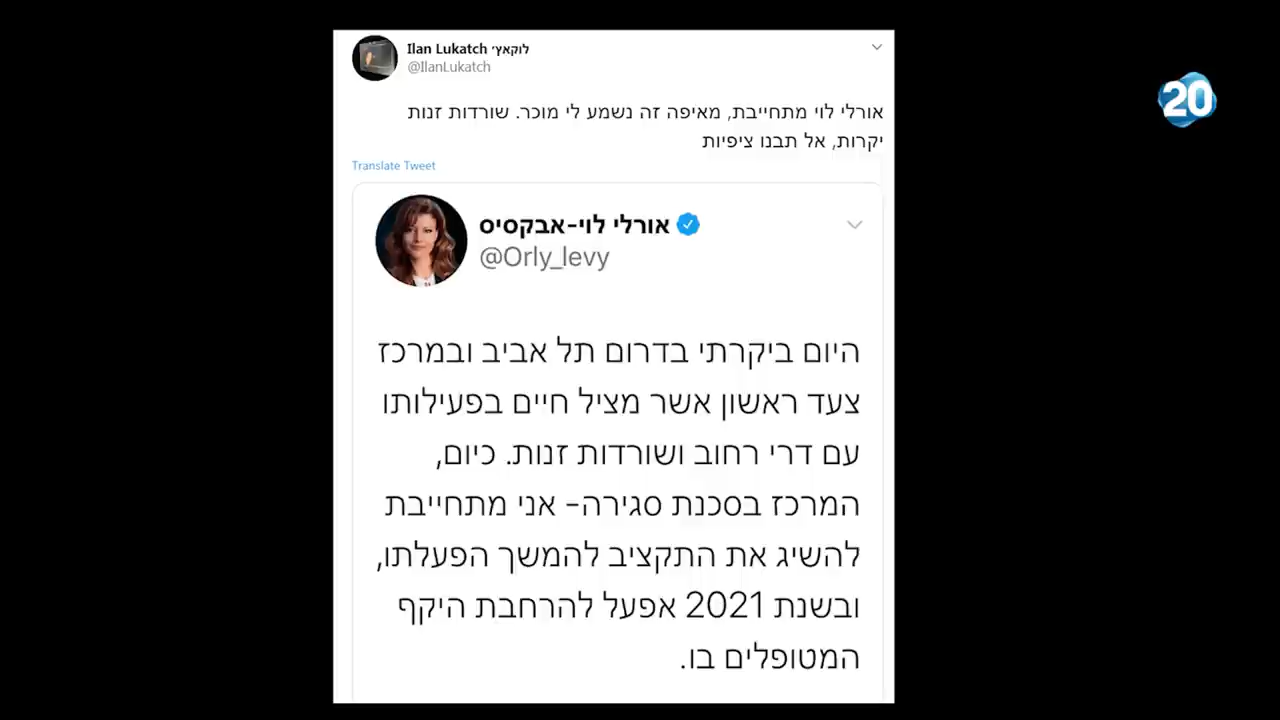 Ilan Lukatch לוקאץ׳
@IlanLukatch
20
אורלי לוי מתחייבת, מאיפה זה נשמע לי מוכר. שורדות זנות
יקרות, אל תבנו ציפיות
Translate Tweet
אורלי לוי-אבקסיס
@Orly_levy
היום ביקרתי בדרום תל אביב ובמרכז
צעד ראשון אשר מציל חיים בפעילותו
עם דרי רחוב ושורדות זנות. כיום,
המרכז בסכנת סגירה- אני מתחייבת
להשיג את התקציב להמשך הפעלתו,
ובשנת 2021 אפעל להרחבת היקף
המטופלים בו.